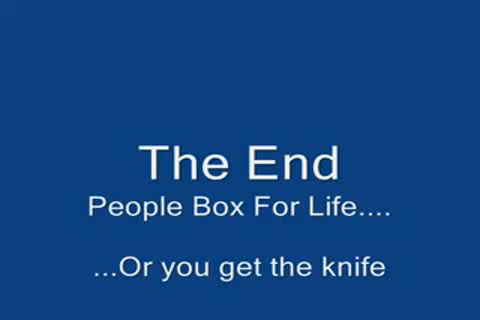 The End
People Box For Life....
...Or you get the knife